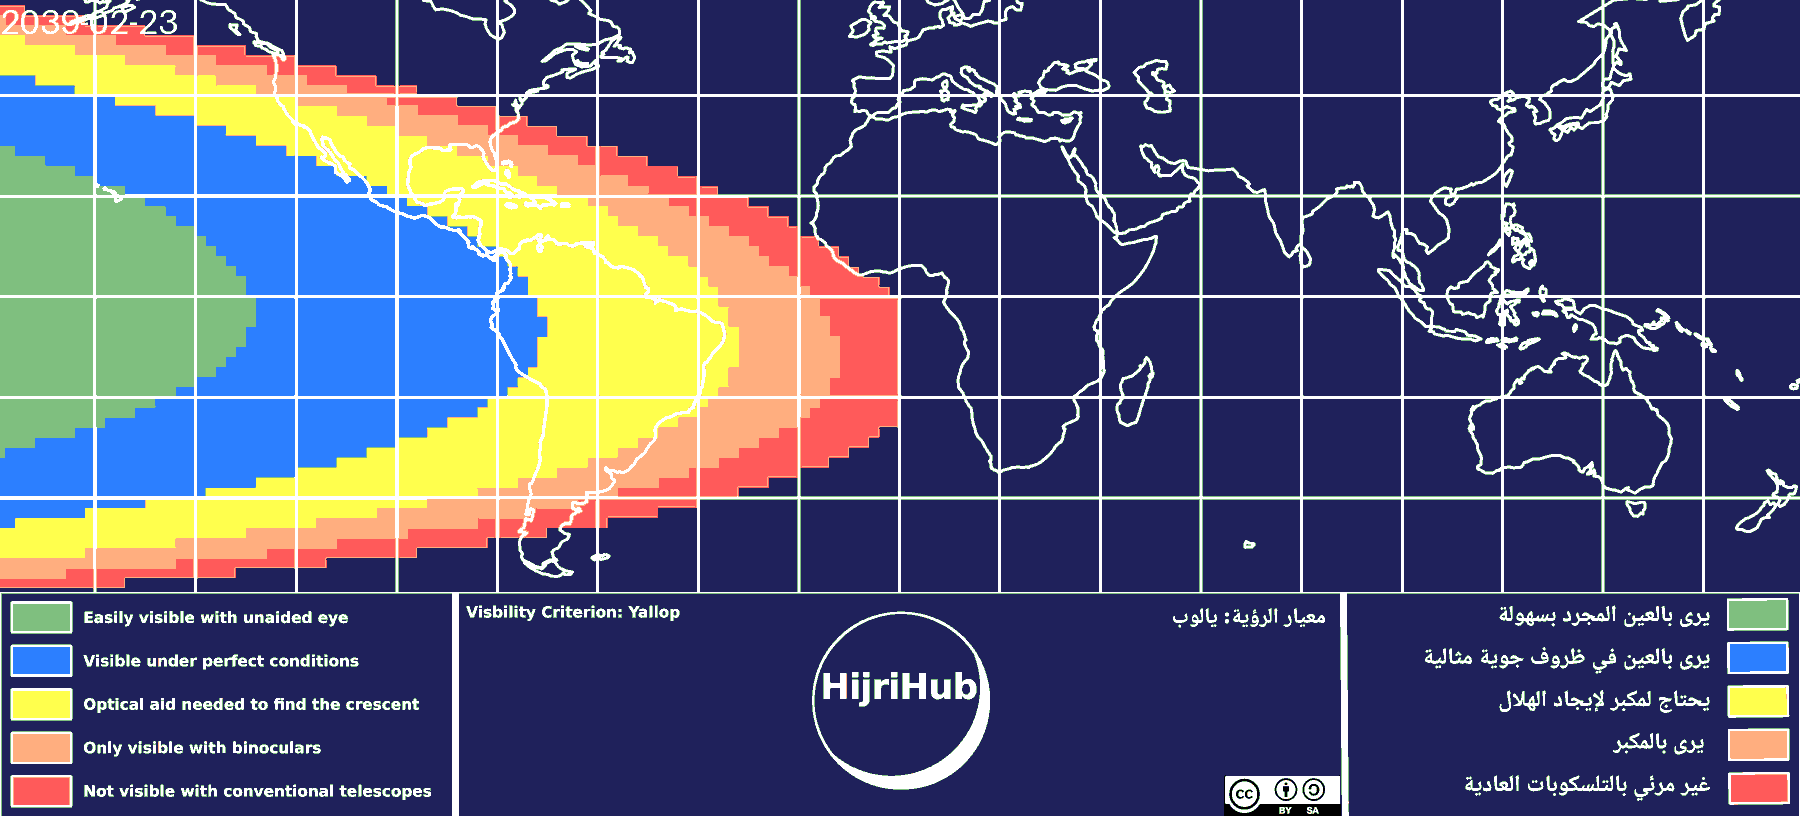 2039-02-23
Easily visible with unaided eye
Visible under perfect conditions
Optical aid needed to find the crescent
Only visible with binoculars
Not visible with conventional telescopes
Visbility Criterion: Yallop
معيار الرؤية: يالوب
HijriHub
cc
BY SA
يرى بالعين المجرد بسهولة
يرى بالعين في ظروف جوية مثالية
يحتاج لمكبر لإيجاد الهلال
يرى بالمكبر
غير مرئي بالتلسكوبات العادية